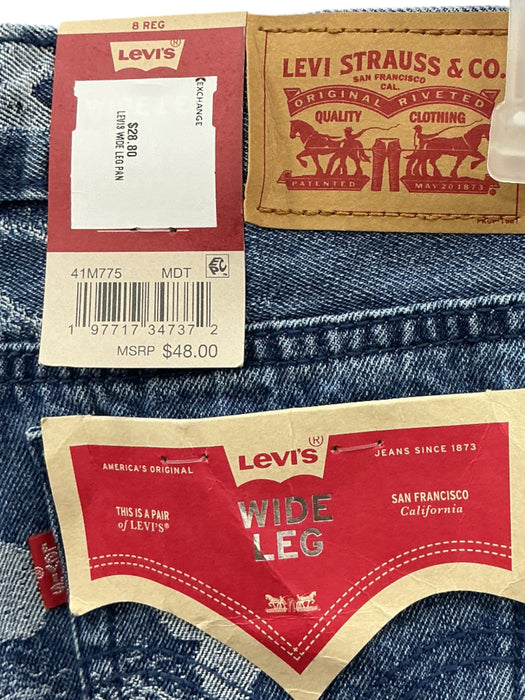 8 REG
Levi's®
EXCHANGE
$28.80
LEVIS WIDE LEG PAN
41M775 MDT
1 97717 34737 2
MSRP $48.00
LEVI STRAUSS & CO.
SAN FRANCISCO
CAL.
ORIGINAL RIVETED
QUALITY CLOTHING
PATENTED MAY 20 1873
Levi's®
AMERICA'S ORIGINAL
JEANS SINCE 1873
THIS IS A PAIR
of LEVI'S®
WIDE
LEG
SAN FRANCISCO
California